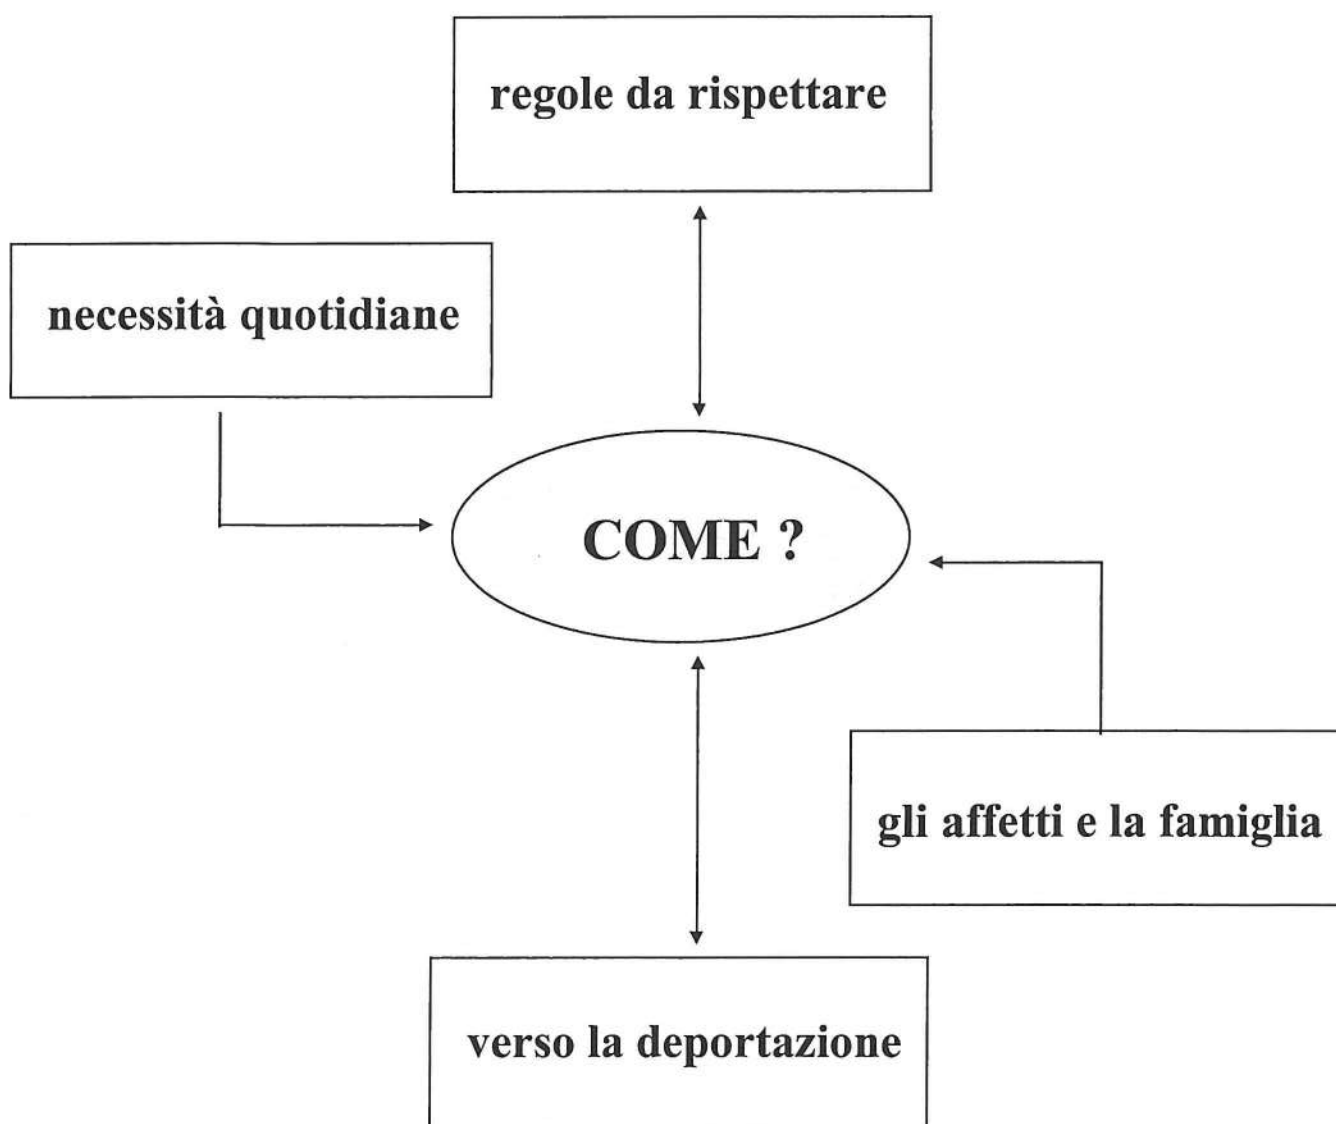 regole da rispettare
necessità quotidiane
COME ?
gli affetti e la famiglia
verso la deportazione